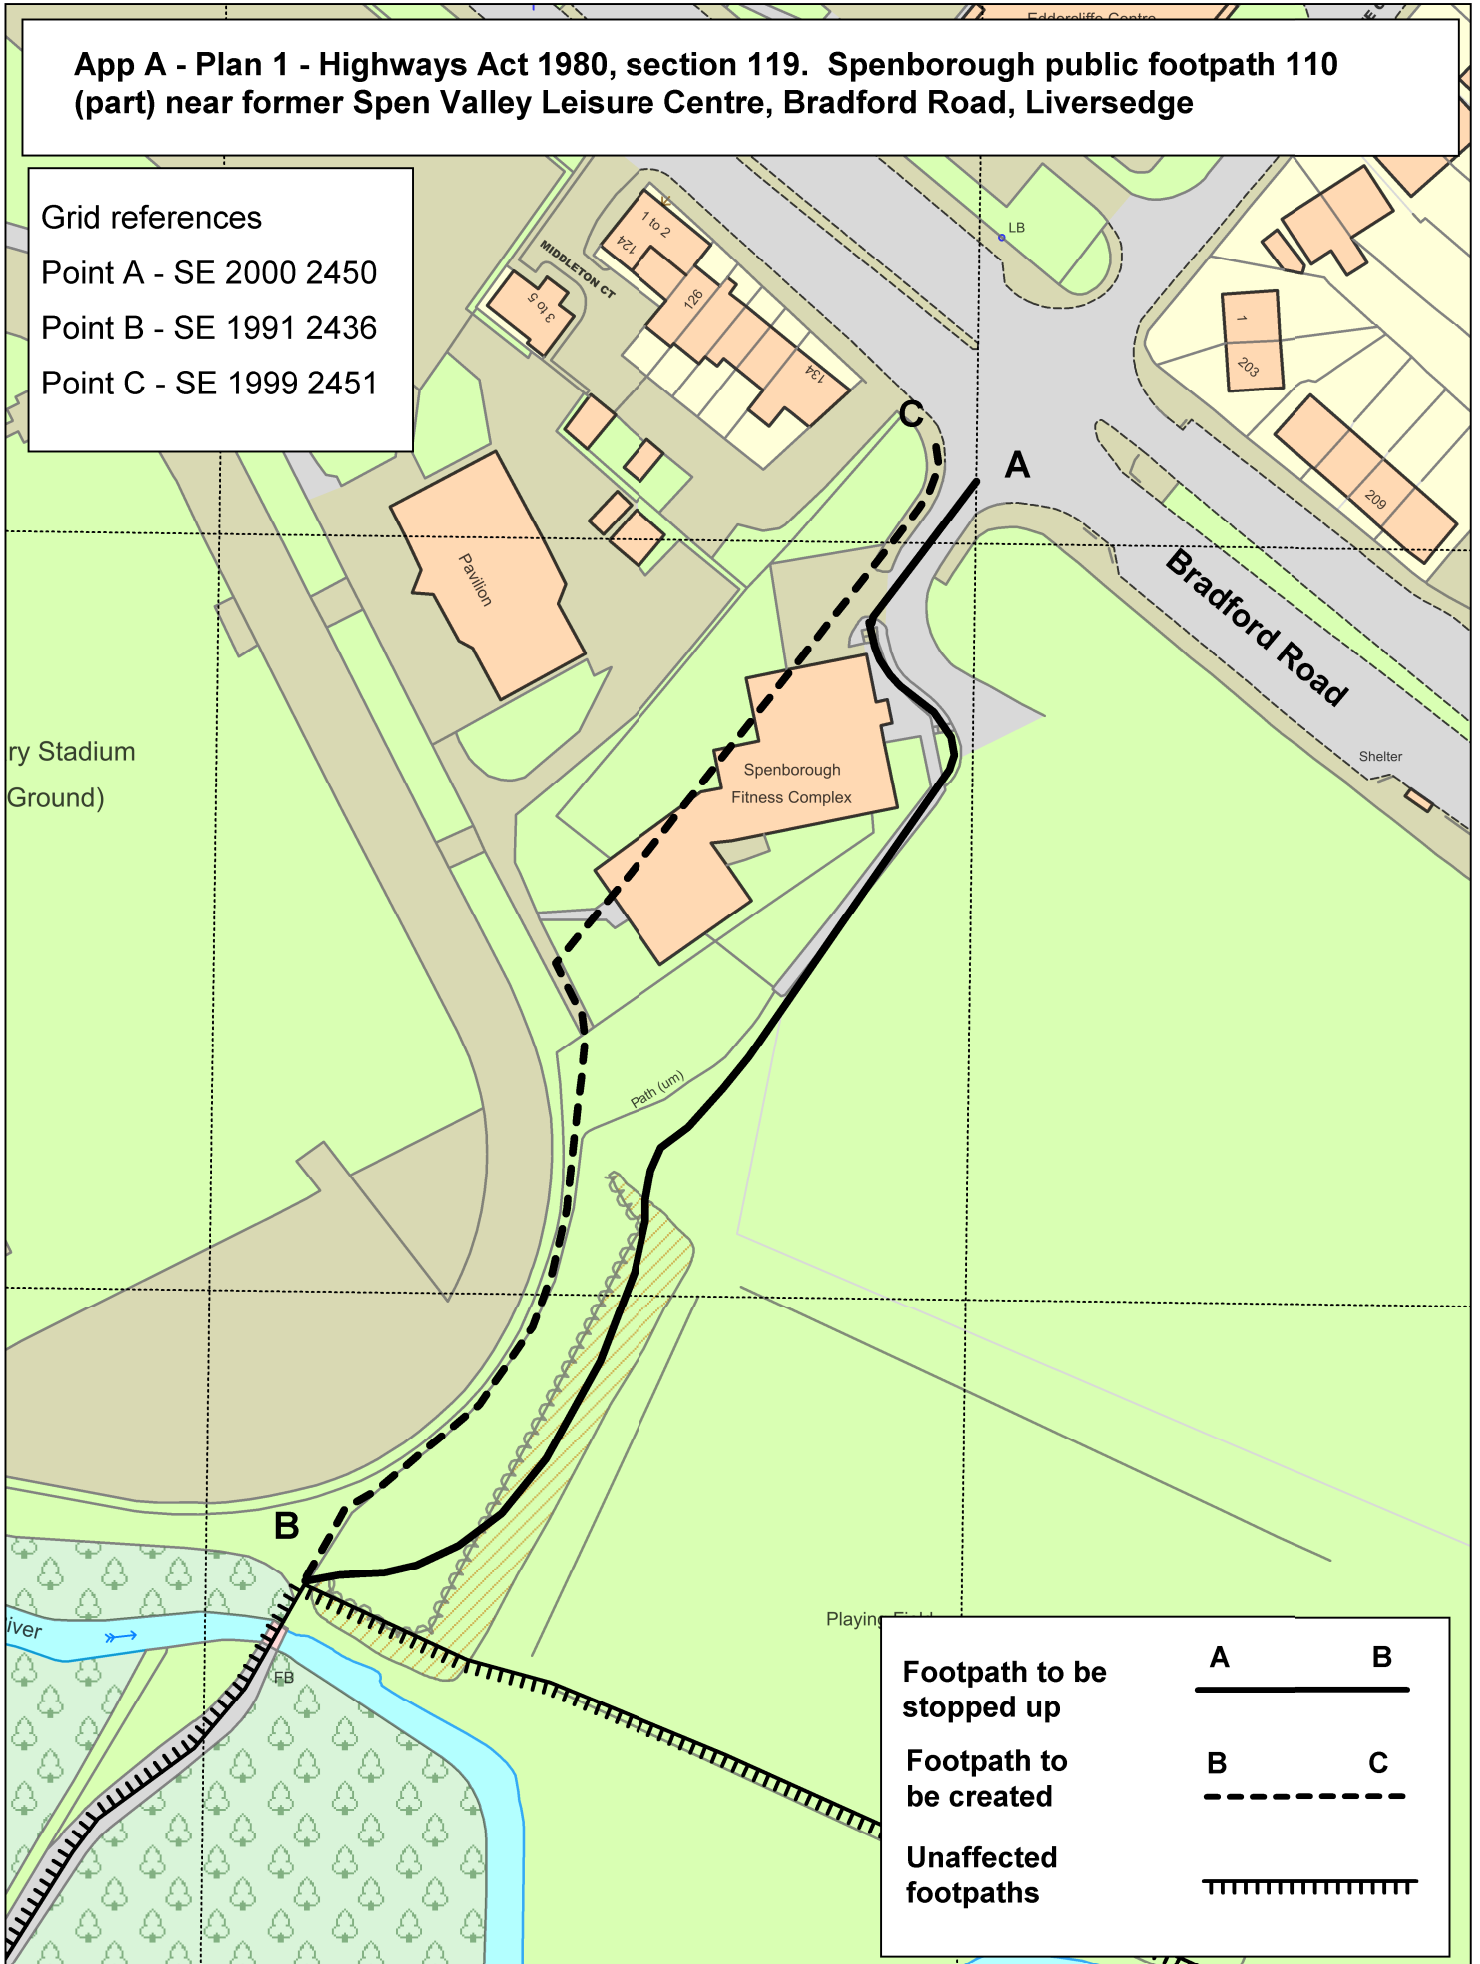 App A - Plan 1 - Highways Act 1980, section 119.  Spenborough public footpath 110
(part) near former Spen Valley Leisure Centre, Bradford Road, Liversedge
Grid references
Point A - SE 2000 2450
Point B - SE 1991 2436
Point C - SE 1999 2451
1 to 2
124
MIDDLETON CT
3 to 5
126
134
LB
1
203
209
C
A
Pavilion
Bradford Road
ry Stadium
Ground)
Shelter
Spenborough
Fitness Complex
Path (um)
B
iver
FB
Playing
Footpath to be
stopped up
A B
Footpath to
be created
B C
Unaffected
footpaths